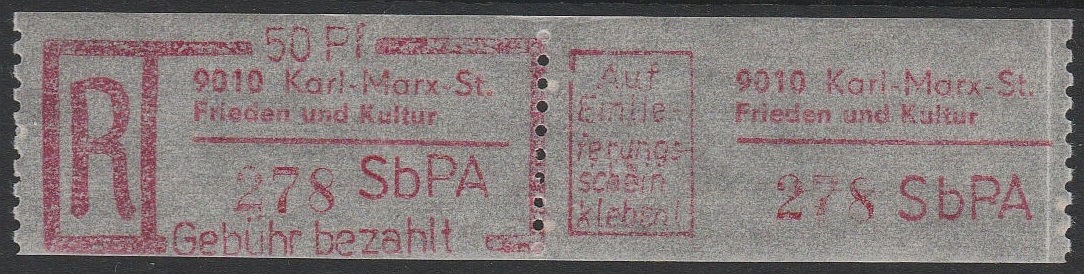 50 Pf
R
9010 Karl-Marx-St.
Frieden und Kultur
278 SbPA
Gebühr bezahlt
Auf
Einlie-
ferungs-
schein
kleben!
9010 Karl-Marx-St.
Frieden und Kultur
278 SbPA